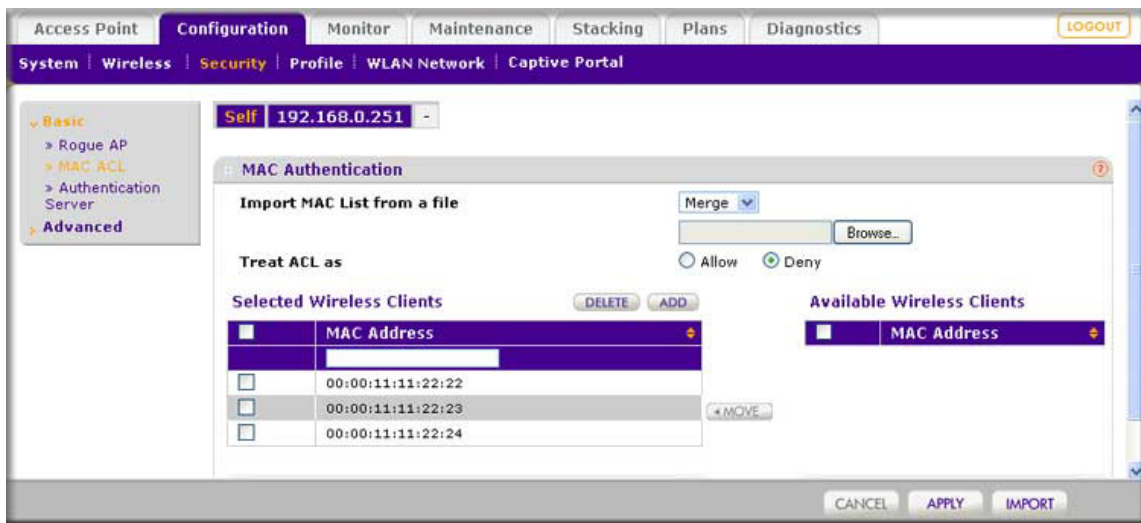 Access Point Configuration Monitor Maintenance Stacking Plans Diagnostics LOGOUT
System Wireless Security Profile WLAN Network Captive Portal
Basic
» Rogue AP
» MAC ACL
» Authentication
Server
Advanced
Self 192.168.0.251 -
MAC Authentication ?
Import MAC List from a file Merge
Browse...
Treat ACL as Allow Deny
Selected Wireless Clients DELETE ADD
MAC Address
00:00:11:11:22:22
00:00:11:11:22:23
00:00:11:11:22:24
MOVE
Available Wireless Clients
MAC Address
CANCEL APPLY IMPORT